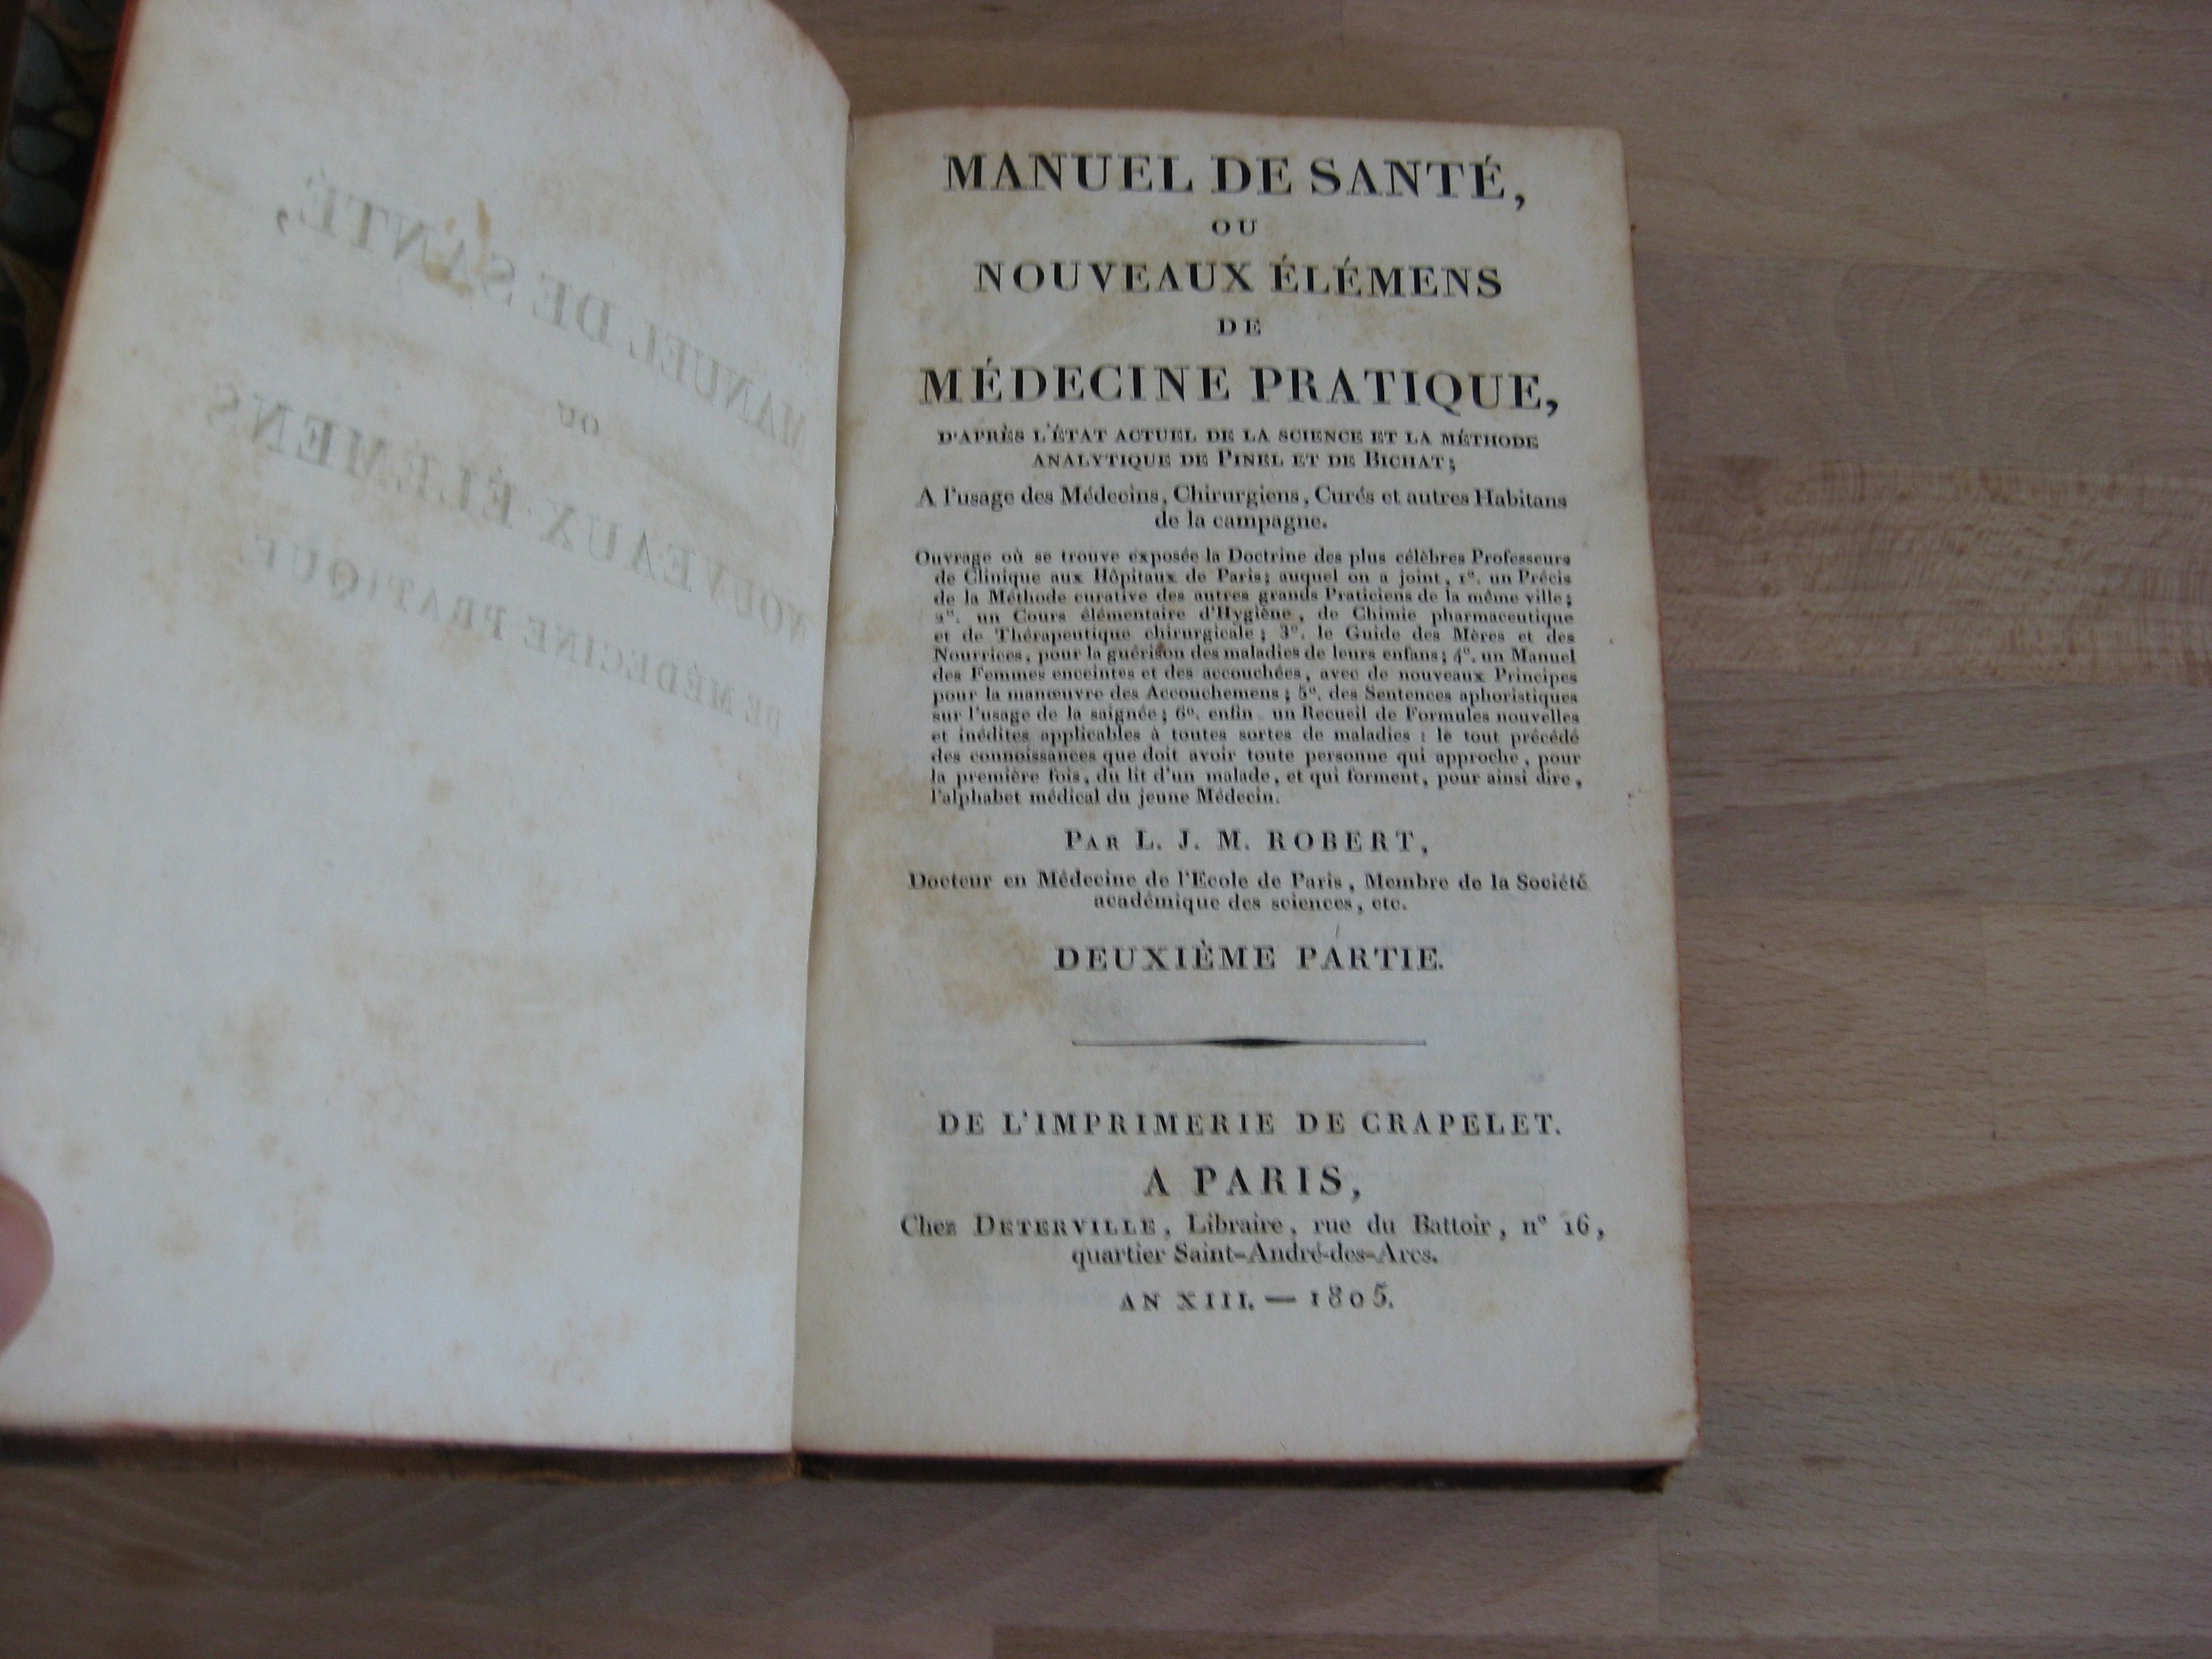 MANUEL DE SANTÉ,
OU
NOUVEAUX ÉLÉMENS
DE MÉDECINE PRATIQUE
MANUEL DE SANTÉ,
OU
NOUVEAUX ÉLÉMENS
DE
MÉDECINE PRATIQUE,
D'APRÈS L'ÉTAT ACTUEL DE LA SCIENCE ET LA MÉTHODE
ANALYTIQUE DE PINEL ET DE BICHAT;
A l'usage des Médecins, Chirurgiens, Curés et autres Habitans
de la campagne.
Ouvrage où se trouve exposée la Doctrine des plus célèbres Professeurs
de Clinique aux Hôpitaux de Paris; auquel on a joint, 1°. un Précis
de la Méthode curative des autres grands Praticiens de la même ville;
2°. un Cours élémentaire d'Hygiène, de Chimie pharmaceutique
et de Thérapeutique chirurgicale; 3°. le Guide des Mères et des
Nourrices, pour la guérison des maladies de leurs enfans; 4°. un Manuel
des Femmes enceintes et des accouchées, avec de nouveaux Principes
pour la manœuvre des Accouchemens; 5°. des Sentences aphoristiques
sur l'usage de la saignée; 6°. enfin un Recueil de Formules nouvelles
et inédites applicables à toutes sortes de maladies : le tout précédé
des connoissances que doit avoir toute personne qui approche, pour
la première fois, du lit d'un malade, et qui forment, pour ainsi dire,
l'alphabet médical du jeune Médecin.
PAR L. J. M. ROBERT,
Docteur en Médecine de l'Ecole de Paris, Membre de la Société
académique des sciences, etc.
DEUXIÈME PARTIE.
DE L'IMPRIMERIE DE CRAPELET.
A PARIS,
Chez DETERVILLE, Libraire, rue du Battoir, n° 16,
quartier Saint-André-des-Arcs.
AN XIII. — 1805.